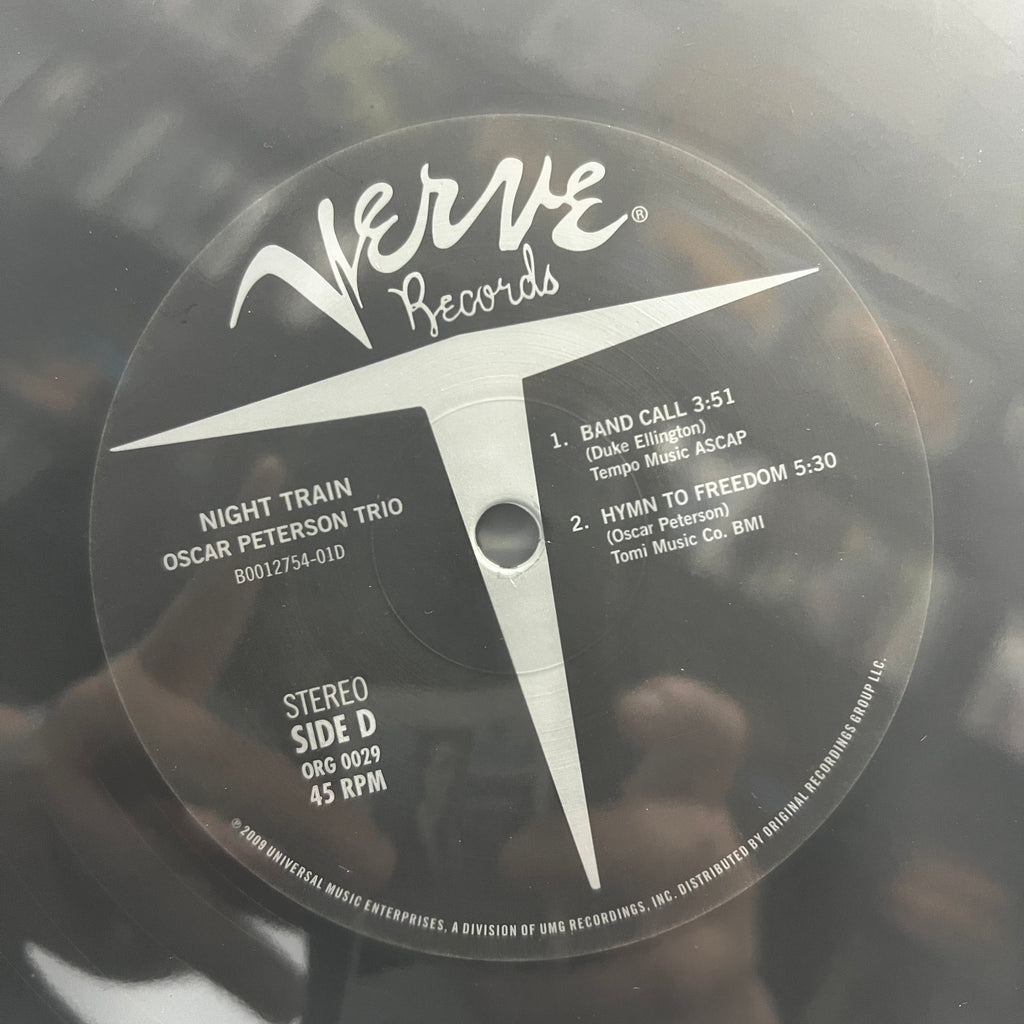 Verve®
Records
1. BAND CALL 3:51
(Duke Ellington)
Tempo Music ASCAP
2. HYMN TO FREEDOM 5:30
(Oscar Peterson)
Tomi Music Co. BMI
NIGHT TRAIN
OSCAR PETERSON TRIO
B0012754-01D
STEREO
SIDE D
ORG 0029
45 RPM
℗ 2009 UNIVERSAL MUSIC ENTERPRISES, A DIVISION OF UMG RECORDINGS, INC. DISTRIBUTED BY ORIGINAL RECORDINGS GROUP LLC.